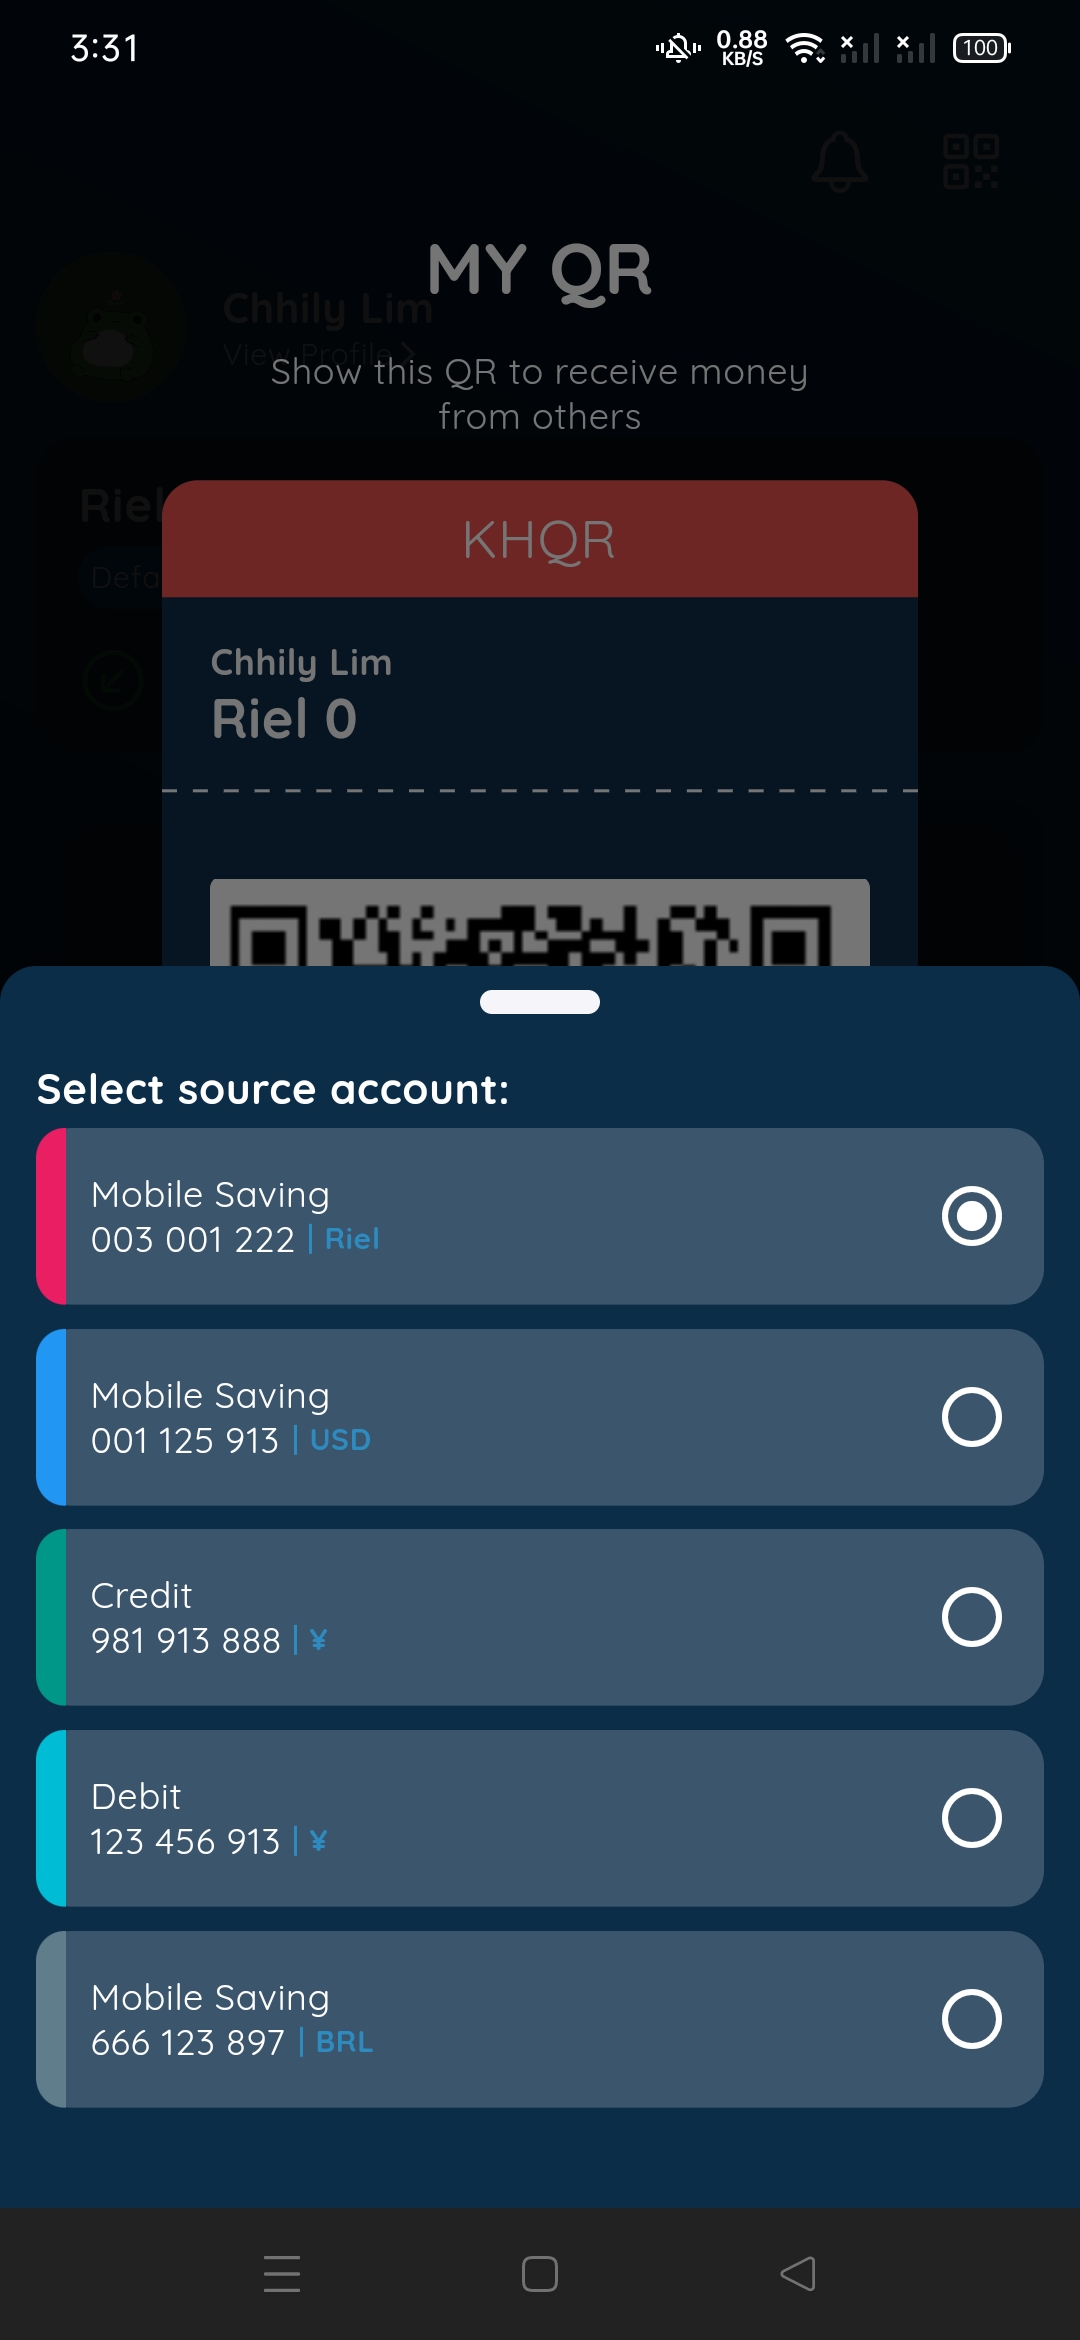 3:31
0.88
KB/S
100
MY QR
Chhily Lim
View Profile
Show this QR to receive money
from others
Riel
KHQR
Defa
Chhily Lim
Riel 0
Select source account:
Mobile Saving
003 001 222 | Riel
Mobile Saving
001 125 913 | USD
Credit
981 913 888 | ¥
Debit
123 456 913 | ¥
Mobile Saving
666 123 897 | BRL